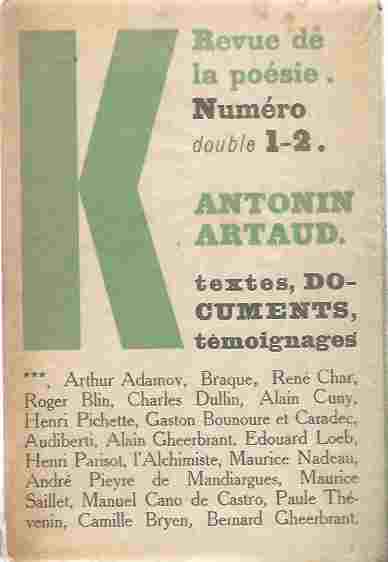 K
Revue de
la poésie.
Numéro
double 1-2.
ANTONIN
ARTAUD.
textes, DO-
CUMENTS,
témoignages
***, Arthur Adamov, Braque, René Char,
Roger Blin, Charles Dullin, Alain Cuny,
Henri Pichette, Gaston Bounoure et Caradec,
Audiberti, Alain Gheerbrant, Edouard Loeb,
Henri Parisot, l'Alchimiste, Maurice Nadeau,
André Pieyre de Mandiargues, Maurice
Saillet, Manuel Cano de Castro, Paule Thé-
venin, Camille Bryen, Bernard Gheerbrant.